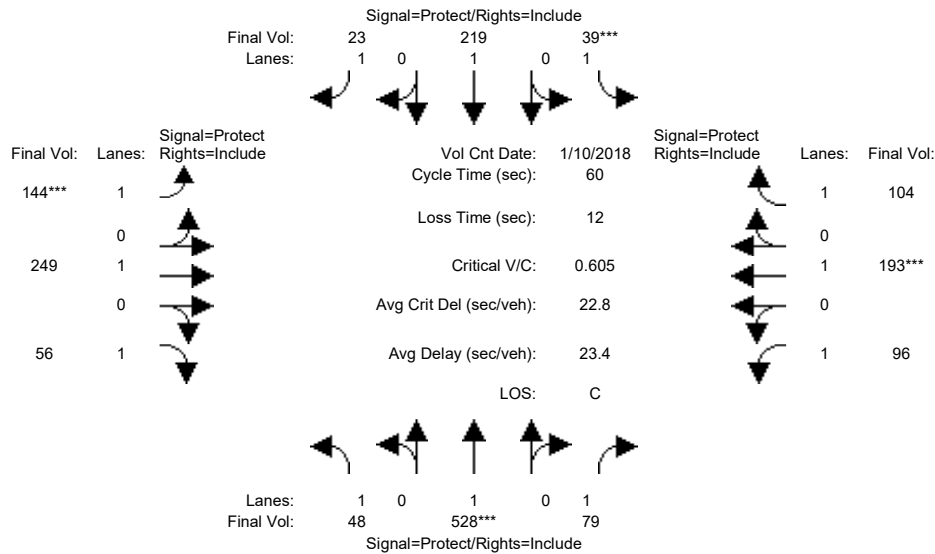 Signal=Protect/Rights=Include
Final Vol: 23 219 39***
Lanes: 1 0 1 0 1
Signal=Protect
Final Vol: Lanes: Rights=Include
Vol Cnt Date: 1/10/2018
Signal=Protect
Rights=Include Lanes: Final Vol:
Cycle Time (sec): 60
144*** 1
1 104
Loss Time (sec): 12
0
0
249 1
Critical V/C: 0.605
1 193***
0
Avg Crit Del (sec/veh): 22.8
0
56 1
Avg Delay (sec/veh): 23.4
1 96
LOS: C
Lanes: 1 0 1 0 1
Final Vol: 48 528*** 79
Signal=Protect/Rights=Include